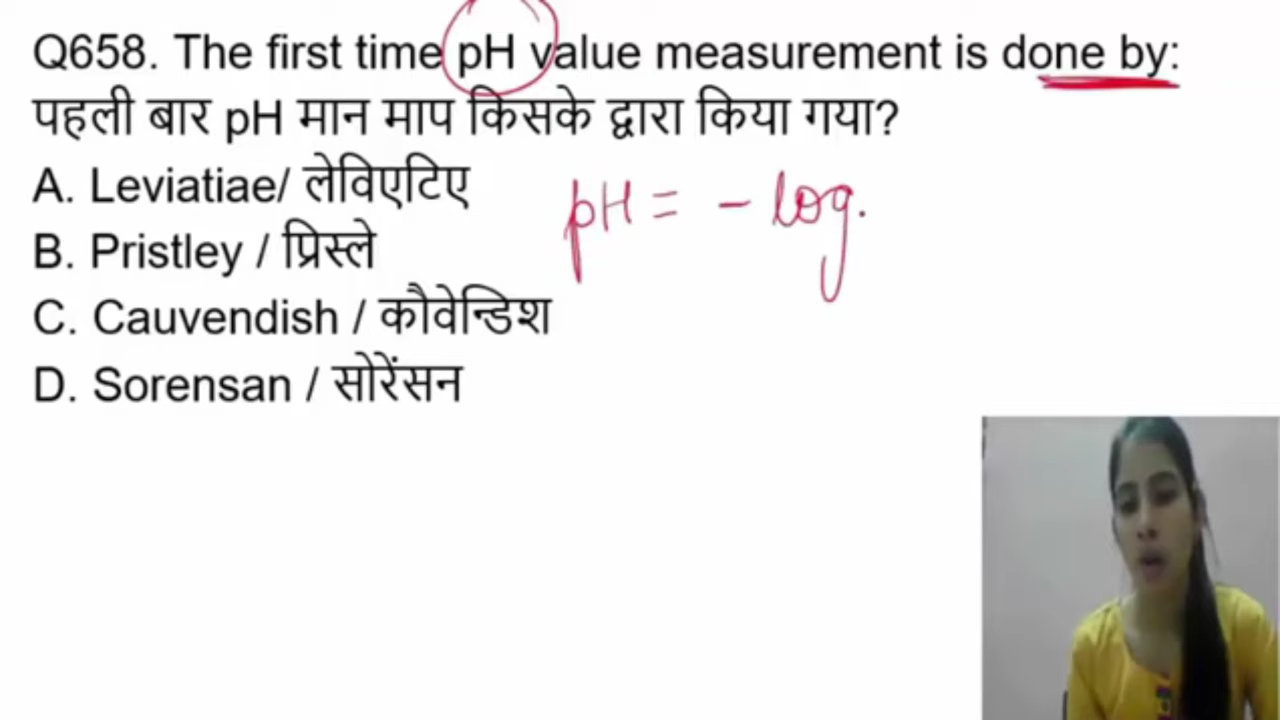 Q658. The first time pH value measurement is done by:
पहली बार pH मान माप किसके द्वारा किया गया?
A. Leviatiae/ लेविएटिए
pH = - log.
B. Pristley / प्रिस्ले
C. Cauvendish / कौवेन्डिश
D. Sorensan / सोरेंसन